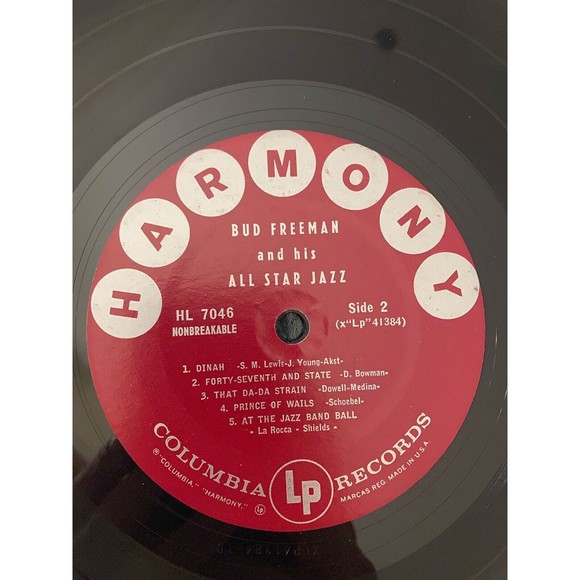 HARMONY
BUD FREEMAN
and his
ALL STAR JAZZ
HL 7046
NONBREAKABLE
Side 2
(x"Lp"41384)
1. DINAH -S. M. Lewis-J. Young-Akst-
2. FORTY-SEVENTH AND STATE -D. Bowman-
3. THAT DA-DA STRAIN -Dowell-Medina-
4. PRINCE OF WAILS -Schoebel-
5. AT THE JAZZ BAND BALL
- La Rocca - Shields -
COLUMBIA Lp RECORDS
® "COLUMBIA," "HARMONY," Lp
MARCAS REG. MADE IN U.S.A.